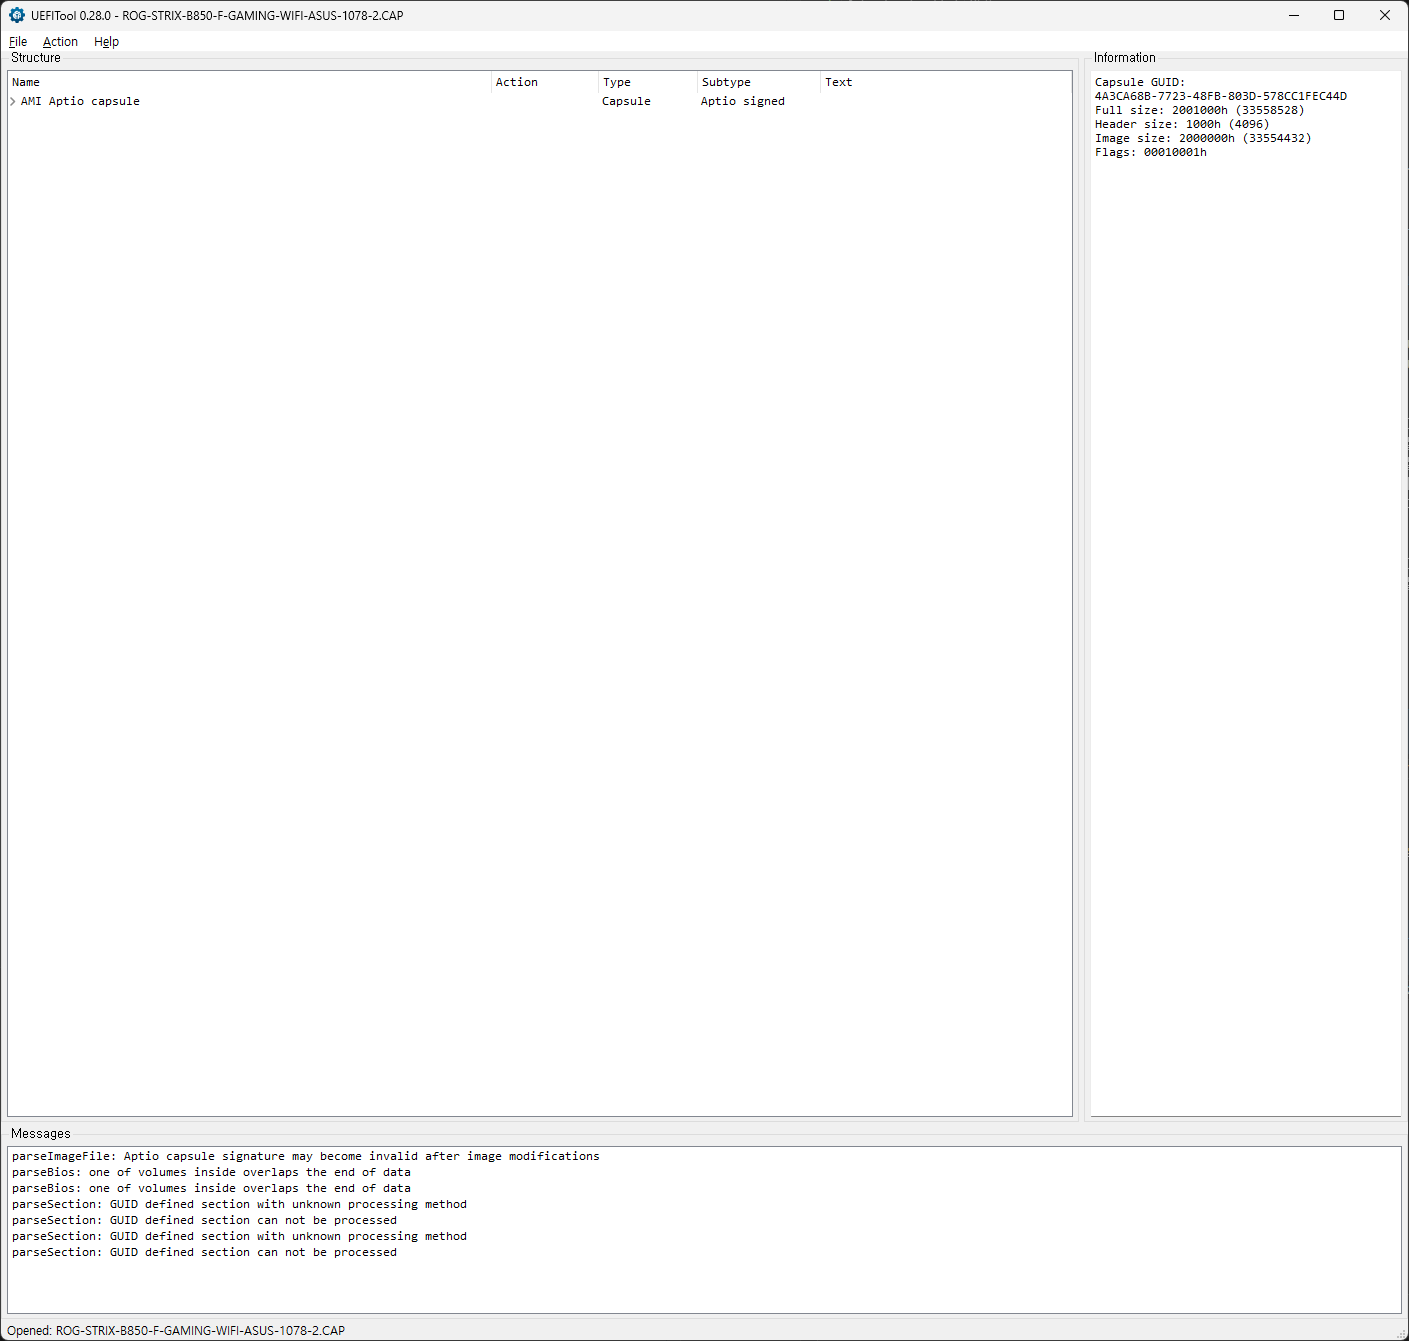 UEFITool 0.28.0 - ROG-STRIX-B850-F-GAMING-WIFI-ASUS-1078-2.CAP
File Action Help
Structure
Name Action Type Subtype Text
AMI Aptio capsule Capsule Aptio signed
Information
Capsule GUID:
4A3CA68B-7723-48FB-803D-578CC1FEC44D
Full size: 2001000h (33558528)
Header size: 1000h (4096)
Image size: 2000000h (33554432)
Flags: 00010001h
Messages
parseImageFile: Aptio capsule signature may become invalid after image modifications
parseBios: one of volumes inside overlaps the end of data
parseBios: one of volumes inside overlaps the end of data
parseSection: GUID defined section with unknown processing method
parseSection: GUID defined section can not be processed
parseSection: GUID defined section with unknown processing method
parseSection: GUID defined section can not be processed
Opened: ROG-STRIX-B850-F-GAMING-WIFI-ASUS-1078-2.CAP